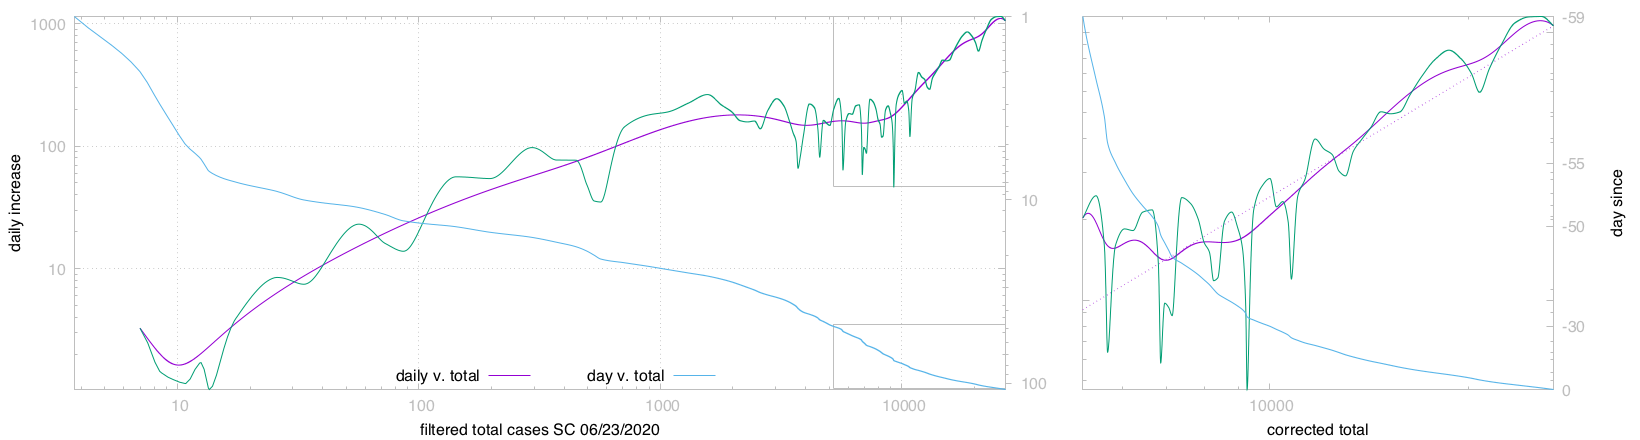 daily increase
1000
100
10
10
100
1000
10000
1
10
100
daily v. total
day v. total
filtered total cases SC 06/23/2020
-59
-55
-50
-30
0
day since
10000
corrected total